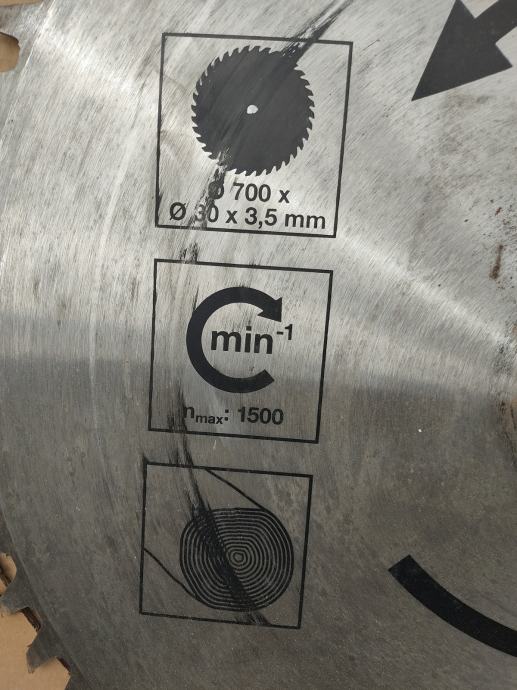 Ø 700 x
Ø 30 x 3,5 mm
min⁻¹
nmax: 1500